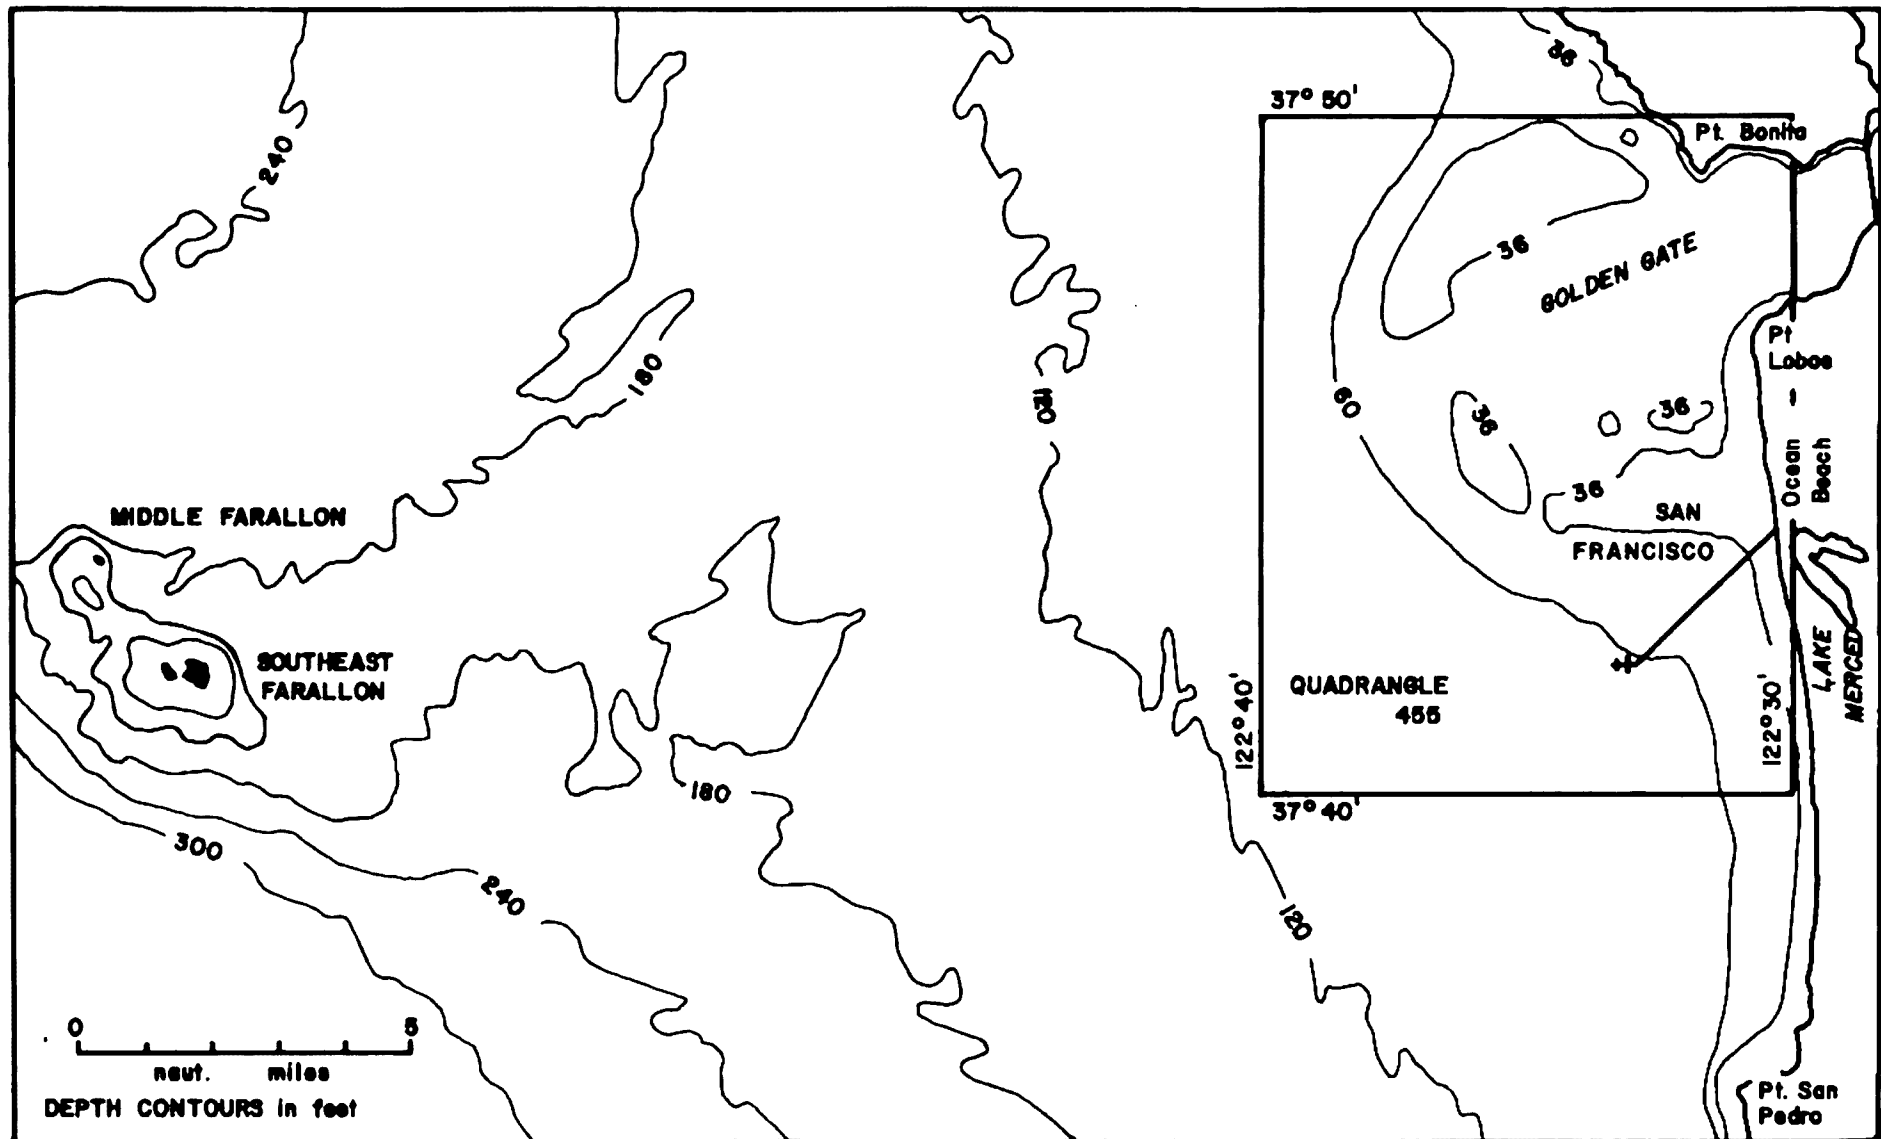 36
37° 50'
Pt. Bonita
240
36
GOLDEN GATE
Pt
Lobos
180
120
60
36
36
Ocean
Beach
36
SAN
FRANCISCO
MIDDLE FARALLON
SOUTHEAST
FARALLON
LAKE
MERCED
QUADRANGLE
455
122° 40'
122° 30'
180
37° 40'
300
240
120
0 5
naut. miles
DEPTH CONTOURS in feet
Pt. San
Pedro